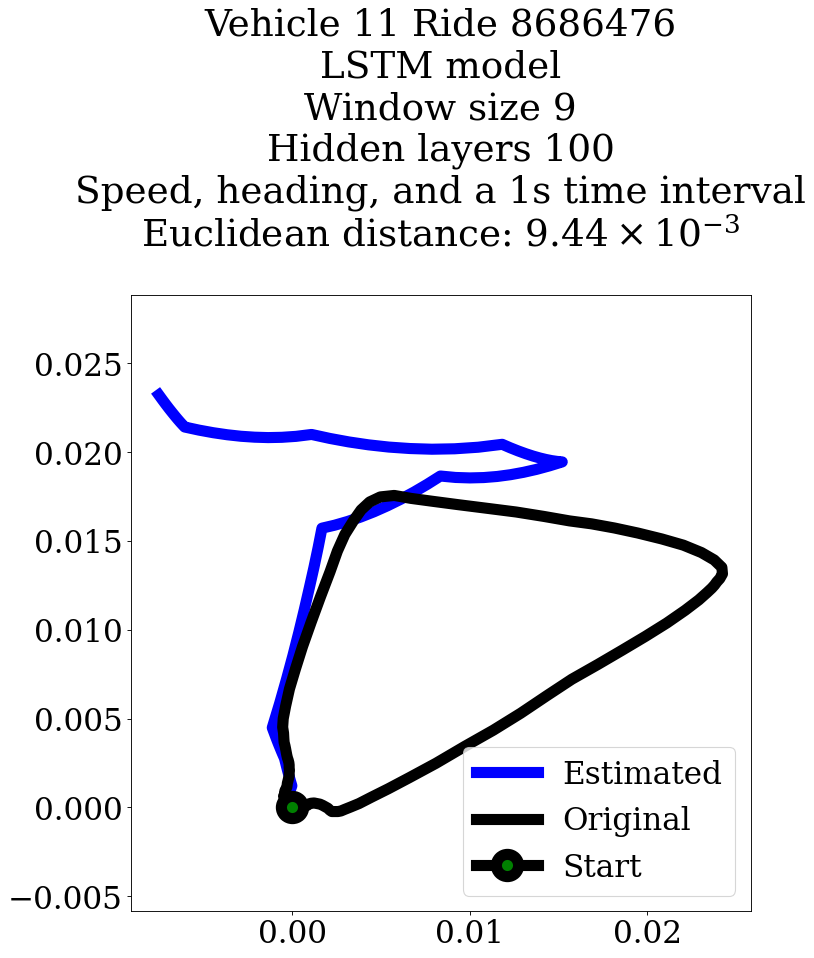 Vehicle 11 Ride 8686476
LSTM model
Window size 9
Hidden layers 100
Speed, heading, and a 1s time interval
Euclidean distance: 9.44 × 10⁻³
0.025
0.020
0.015
0.010
0.005
0.000
−0.005
Estimated
Original
Start
0.00
0.01
0.02